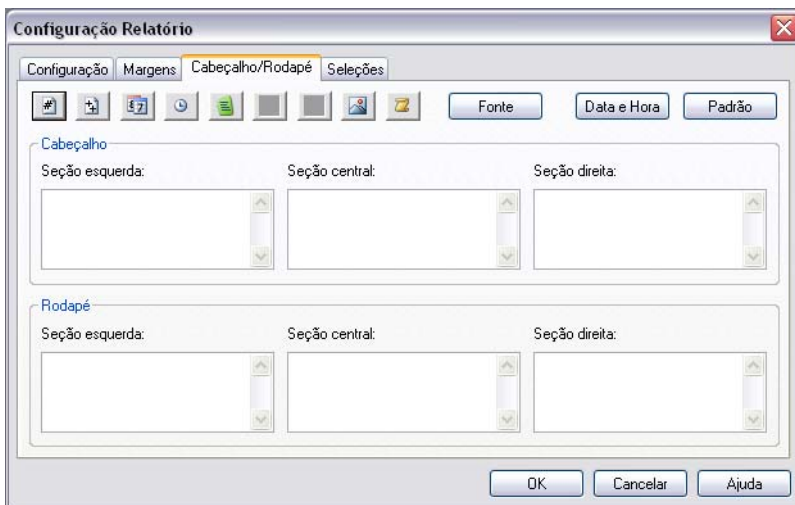 Configuração Relatório
Configuração Margens Cabeçalho/Rodapé Seleções
Fonte Data e Hora Padrão
Cabeçalho
Seção esquerda: Seção central: Seção direita:
Rodapé
Seção esquerda: Seção central: Seção direita:
OK Cancelar Ajuda